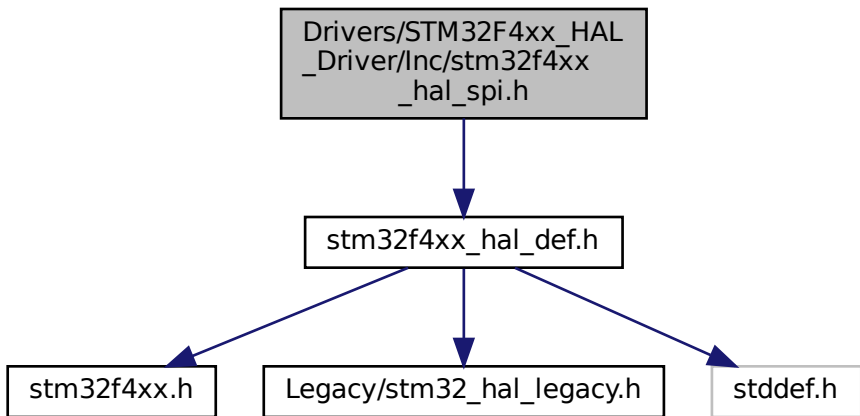 Drivers/STM32F4xx_HAL
_Driver/Inc/stm32f4xx
_hal_spi.h
stm32f4xx_hal_def.h
stm32f4xx.h
Legacy/stm32_hal_legacy.h
stddef.h